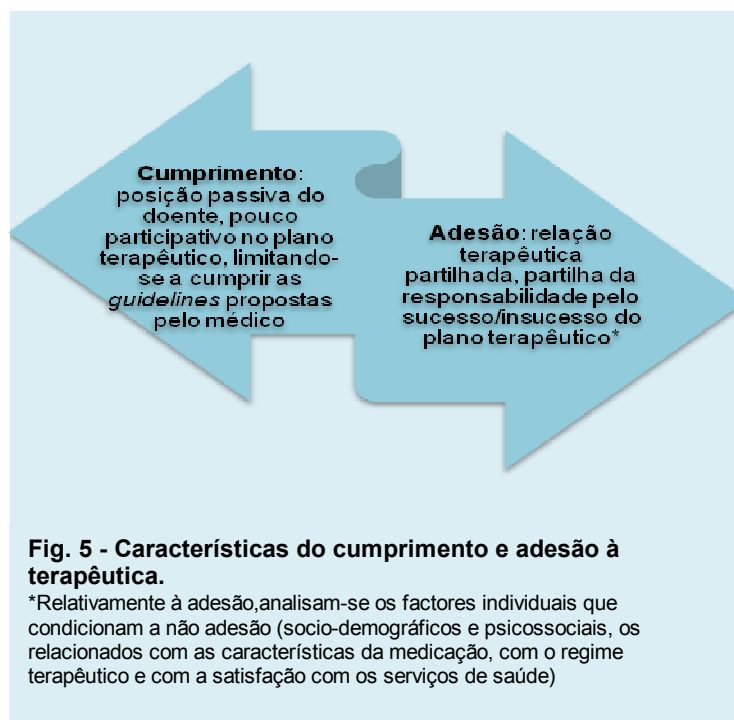 Cumprimento:
posição passiva do
doente, pouco
participativo no plano
terapêutico, limitando-
se a cumprir as
guidelines propostas
pelo médico
Adesão: relação
terapêutica
partilhada, partilha da
responsabilidade pelo
sucesso/insucesso do
plano terapêutico*
Fig. 5 - Características do cumprimento e adesão à
terapêutica.
*Relativamente à adesão,analisam-se os factores individuais que
condicionam a não adesão (socio-demográficos e psicossociais, os
relacionados com as características da medicação, com o regime
terapêutico e com a satisfação com os serviços de saúde)